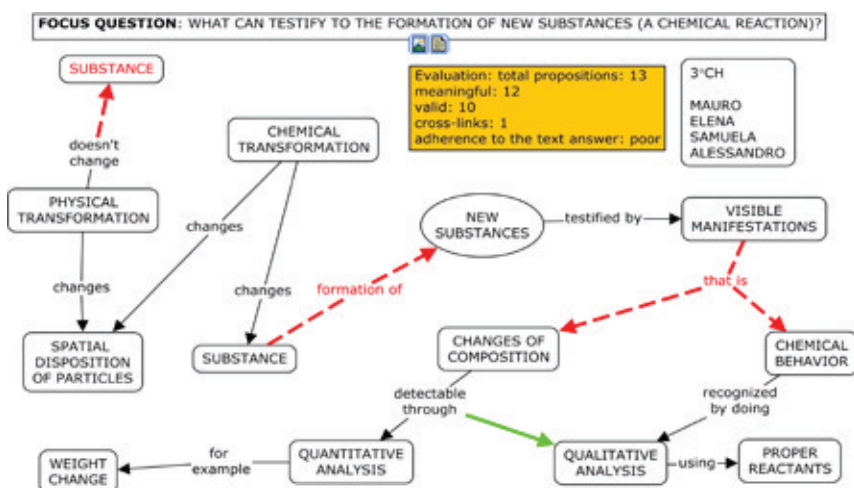 FOCUS QUESTION: WHAT CAN TESTIFY TO THE FORMATION OF NEW SUBSTANCES (A CHEMICAL REACTION)?
SUBSTANCE
Evaluation: total propositions: 13
meaningful: 12
valid: 10
cross-links: 1
adherence to the text answer: poor
3°CH
MAURO
ELENA
SAMUELA
ALESSANDRO
CHEMICAL
TRANSFORMATION
doesn't
change
PHYSICAL
TRANSFORMATION
changes
NEW
SUBSTANCES
testified by
VISIBLE
MANIFESTATIONS
changes
changes
formation of
that is
SPATIAL
DISPOSITION
OF PARTICLES
SUBSTANCE
CHANGES OF
COMPOSITION
CHEMICAL
BEHAVIOR
detectable
through
recognized
by doing
WEIGHT
CHANGE
for
example
QUANTITATIVE
ANALYSIS
QUALITATIVE
ANALYSIS
using
PROPER
REACTANTS